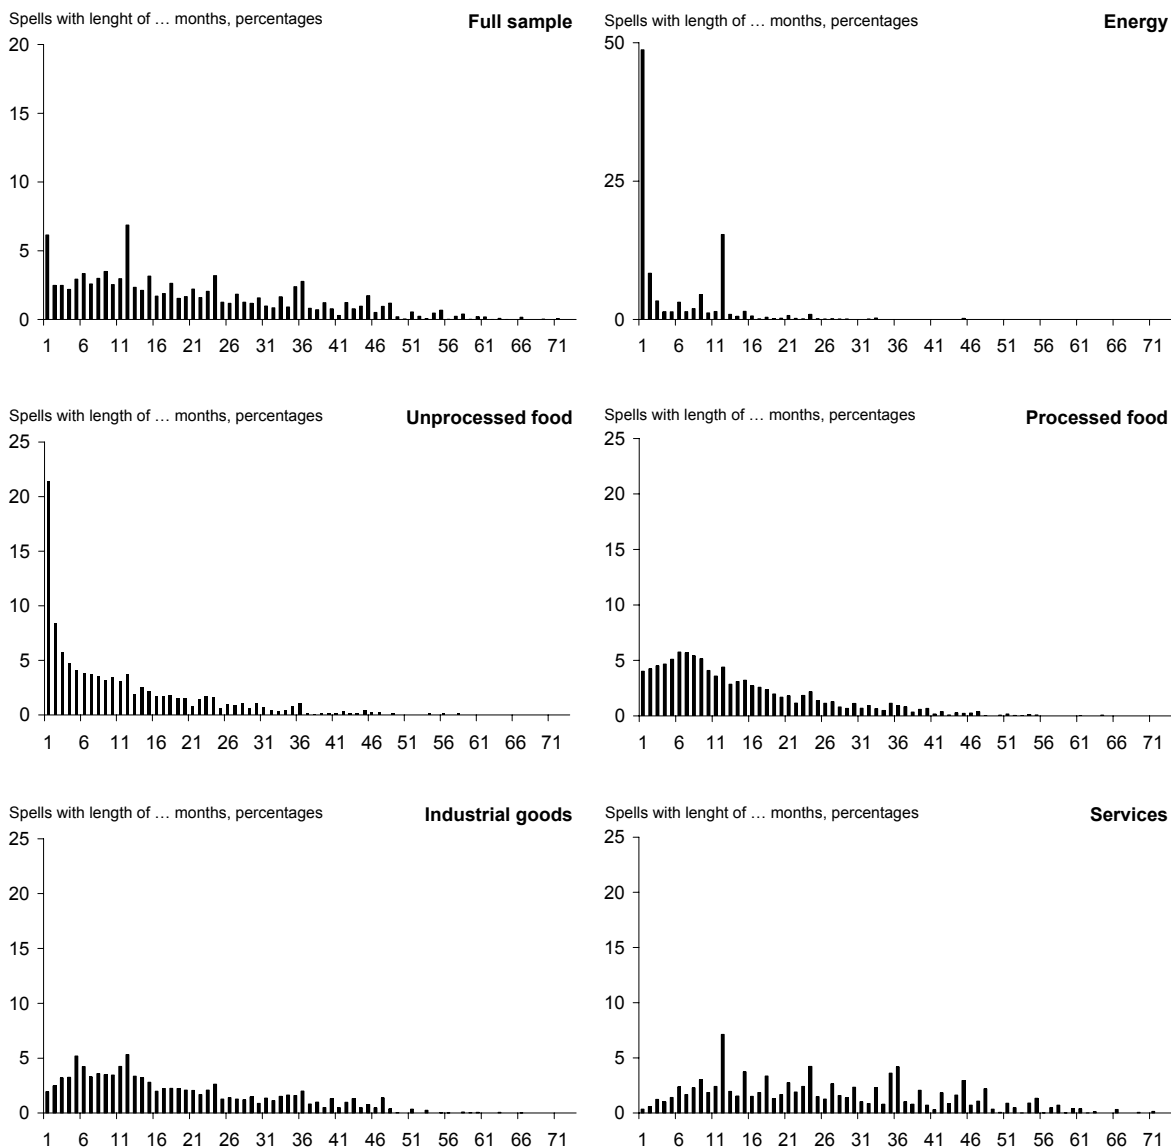 Spells with lenght of … months, percentages Full sample
20
15
10
5
0
1 6 11 16 21 26 31 36 41 46 51 56 61 66 71
Spells with lenght of … months, percentages Energy
50
25
0
1 6 11 16 21 26 31 36 41 46 51 56 61 66 71
Spells with length of … months, percentages Unprocessed food
25
20
15
10
5
0
1 6 11 16 21 26 31 36 41 46 51 56 61 66 71
Spells with length of … months, percentages Processed food
25
20
15
10
5
0
1 6 11 16 21 26 31 36 41 46 51 56 61 66 71
Spells with length of … months, percentages Industrial goods
25
20
15
10
5
0
1 6 11 16 21 26 31 36 41 46 51 56 61 66 71
Spells with lenght of … months, percentages Services
25
20
15
10
5
0
1 6 11 16 21 26 31 36 41 46 51 56 61 66 71